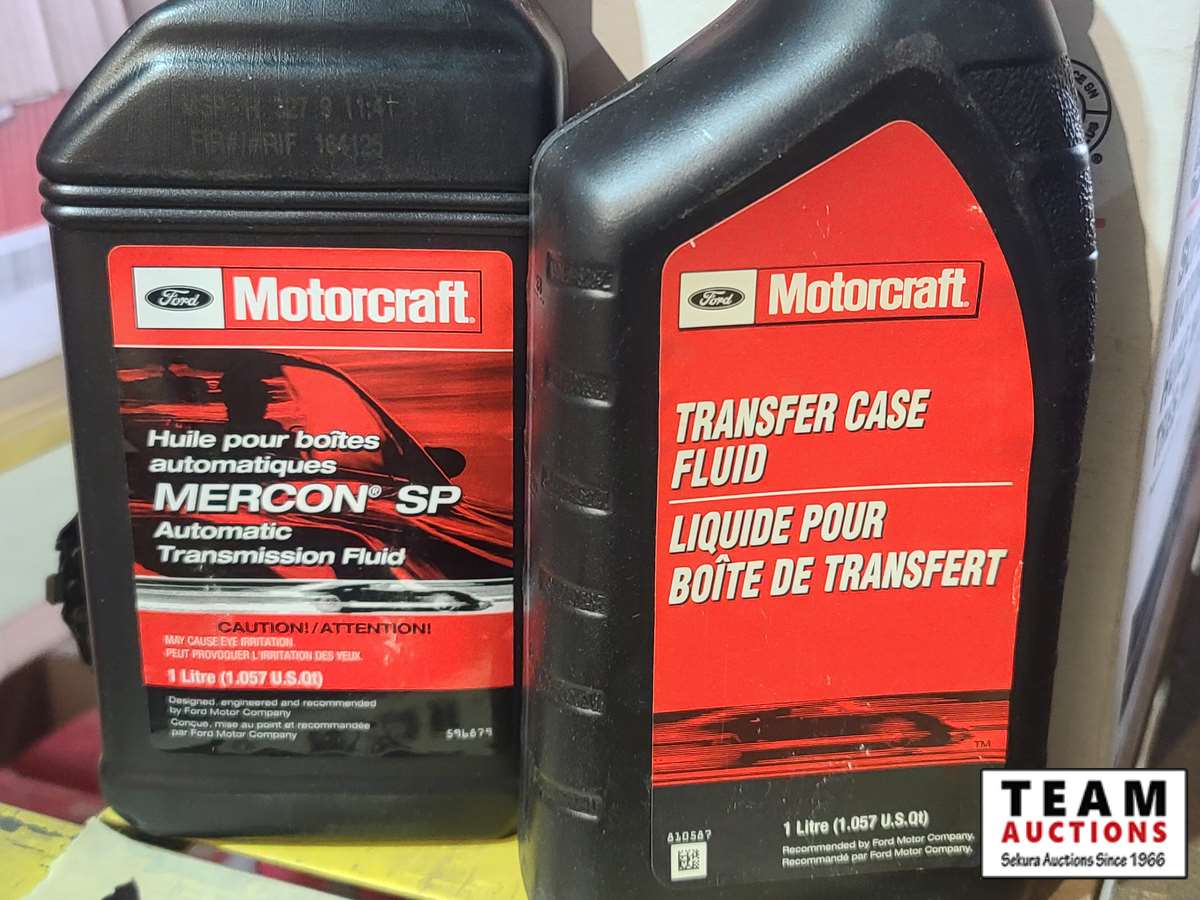 Ford Motorcraft®
Huile pour boîtes
automatiques
MERCON® SP
Automatic
Transmission Fluid
CAUTION!/ATTENTION!
MAY CAUSE EYE IRRITATION.
PEUT PROVOQUER L'IRRITATION DES YEUX.
1 Litre (1.057 U.S.Qt)
Designed, engineered and recommended
by Ford Motor Company
Conçue, mise au point et recommandée
par Ford Motor Company
596679
Ford Motorcraft®
TRANSFER CASE
FLUID
LIQUIDE POUR
BOÎTE DE TRANSFERT
TM
810587
1 Litre (1.057 U.S.Qt)
Recommended by Ford Motor Company.
Recommandé par Ford Motor Company.
TEAM
AUCTIONS
Sekura Auctions Since 1966